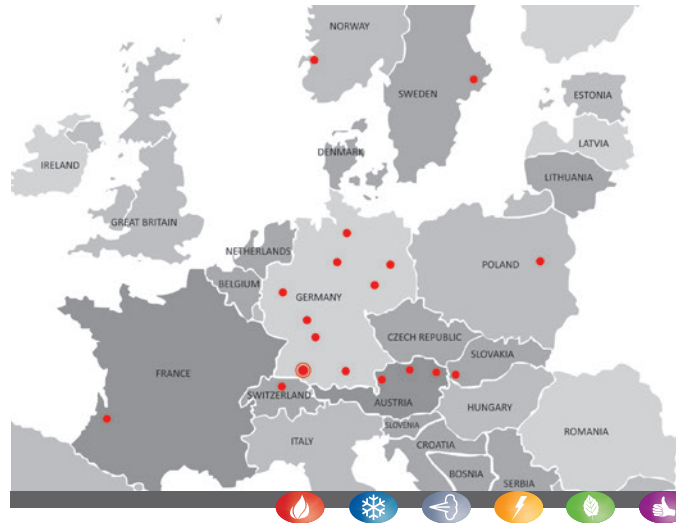 NORWAY
SWEDEN
ESTONIA
LATVIA
DENMARK
IRELAND
LITHUANIA
GREAT BRITAIN
NETHERLANDS
POLAND
BELGIUM
GERMANY
CZECH REPUBLIC
SLOVAKIA
FRANCE
SWITZERLAND
AUSTRIA
HUNGARY
SLOVENIA
ROMANIA
ITALY
CROATIA
BOSNIA
SERBIA